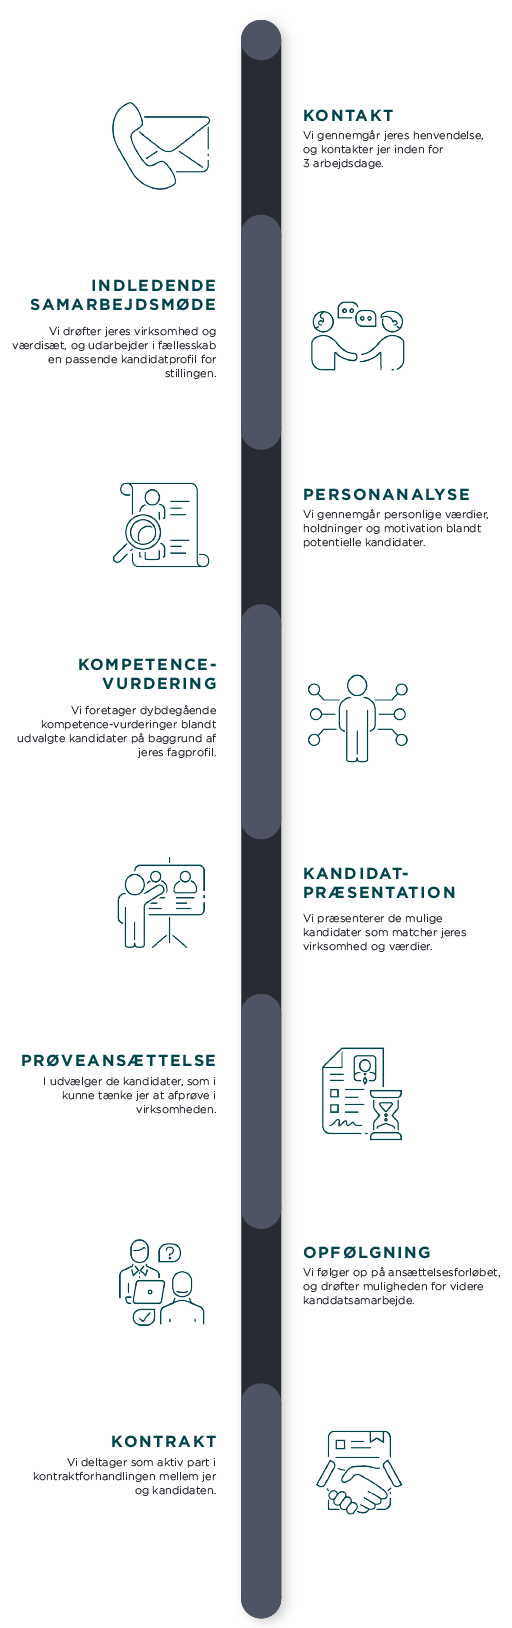 KONTAKT
Vi gennemgår jeres henvendelse,
og kontakter jer inden for
3 arbejdsdage.
INDLEDENDE
SAMARBEJDSMØDE
Vi drøfter jeres virksomhed og
værdisæt, og udarbejder i fællesskab
en passende kandidatprofil for
stillingen.
PERSONANALYSE
Vi gennemgår personlige værdier,
holdninger og motivation blandt
potentielle kandidater.
KOMPETENCE-
VURDERING
Vi foretager dybdegående
kompetence-vurderinger blandt
udvalgte kandidater på baggrund af
jeres fagprofil.
KANDIDAT-
PRÆSENTATION
Vi præsenterer de mulige
kandidater som matcher jeres
virksomhed og værdier.
PRØVEANSÆTTELSE
I udvælger de kandidater, som i
kunne tænke jer at afprøve i
virksomheden.
?
OPFØLGNING
Vi følger op på ansættelsesforløbet,
og drøfter muligheden for videre
kanddatsamarbejde.
KONTRAKT
Vi deltager som aktiv part i
kontraktforhandlingen mellem jer
og kandidaten.